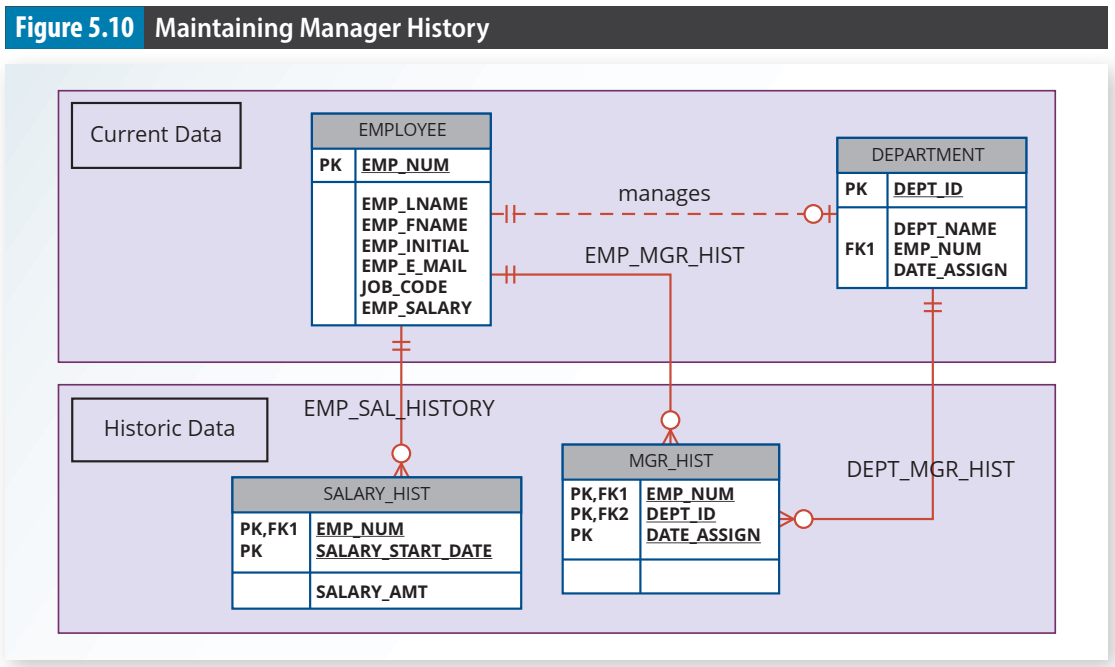 Figure 5.10 Maintaining Manager History
Current Data
EMPLOYEE
PK EMP_NUM
EMP_LNAME
EMP_FNAME
EMP_INITIAL
EMP_E_MAIL
JOB_CODE
EMP_SALARY
manages
EMP_MGR_HIST
DEPARTMENT
PK DEPT_ID
DEPT_NAME
FK1 EMP_NUM
DATE_ASSIGN
Historic Data
EMP_SAL_HISTORY
SALARY_HIST
PK,FK1 EMP_NUM
PK SALARY_START_DATE
SALARY_AMT
MGR_HIST
PK,FK1 EMP_NUM
PK,FK2 DEPT_ID
PK DATE_ASSIGN
DEPT_MGR_HIST